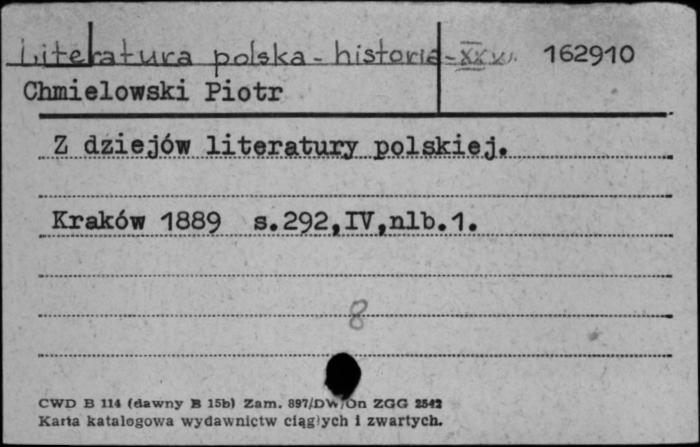 Literatura polska - historia - XX w. 162910
Chmielowski Piotr
Z dziejów literatury polskiej.
Kraków 1889 s.292,IV,nlb.1.
8
CWD B 114 (dawny B 15b) Zam. 897/DW/On ZGG 2542
Karta katalogowa wydawnictw ciągłych i zwartych.